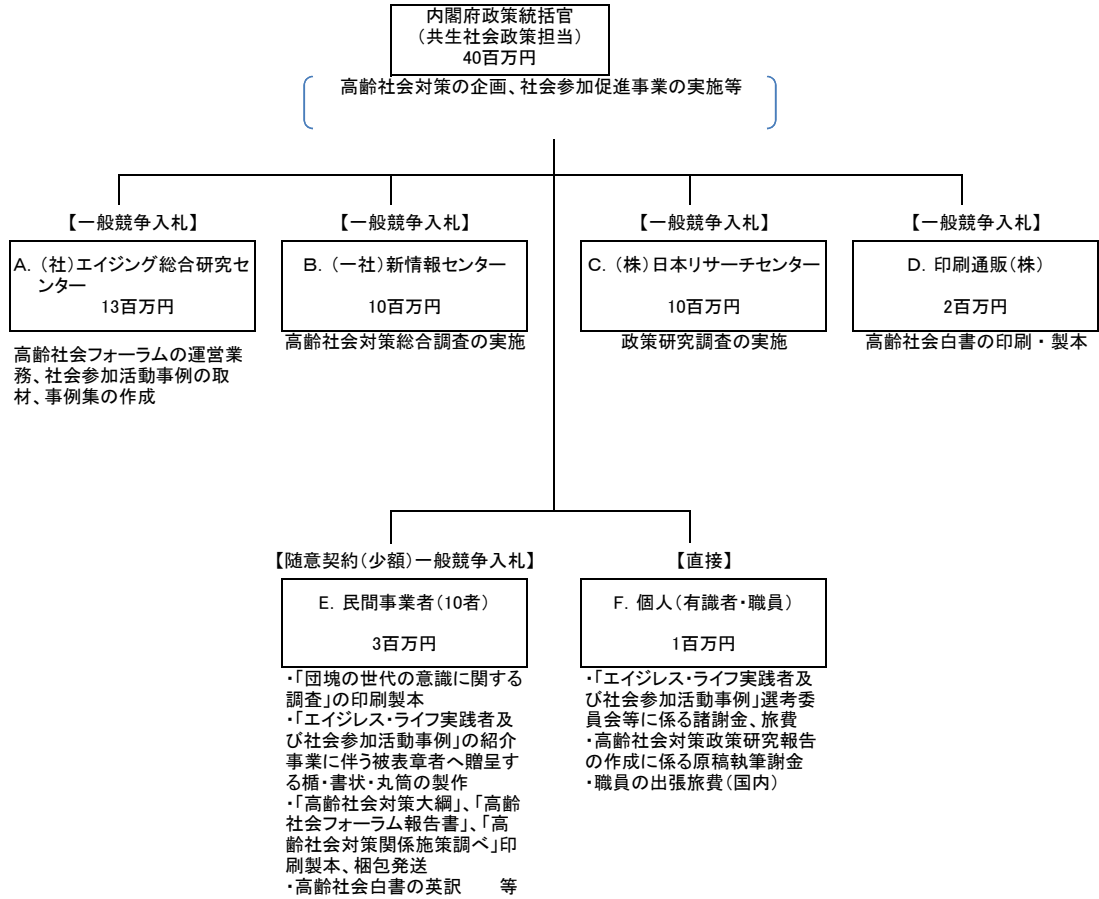 内閣府政策統括官
（共生社会政策担当）
40百万円
高齢社会対策の企画、社会参加促進事業の実施等
【一般競争入札】
A．（社）エイジング総合研究セ
ンター
13百万円
高齢社会フォーラムの運営業
務、社会参加活動事例の取
材、事例集の作成
【一般競争入札】
B．（一社）新情報センター
10百万円
高齢社会対策総合調査の実施
【一般競争入札】
C．（株）日本リサーチセンター
10百万円
政策研究調査の実施
【一般競争入札】
D．印刷通販（株）
2百万円
高齢社会白書の印刷・製本
【随意契約（少額）一般競争入札】
E．民間事業者（10者）
3百万円
・「団塊の世代の意識に関する
調査」の印刷製本
・「エイジレス・ライフ実践者及
び社会参加活動事例」の紹介
事業に伴う被表章者へ贈呈す
る楯・書状・丸筒の製作
・「高齢社会対策大綱」、「高齢
社会フォーラム報告書」、「高
齢社会対策関係施策調べ」印
刷製本、梱包発送
・高齢社会白書の英訳　　等
【直接】
F．個人（有識者・職員）
1百万円
・「エイジレス・ライフ実践者及
び社会参加活動事例」選考委
員会等に係る諸謝金、旅費
・高齢社会対策政策研究報告
の作成に係る原稿執筆謝金
・職員の出張旅費（国内）